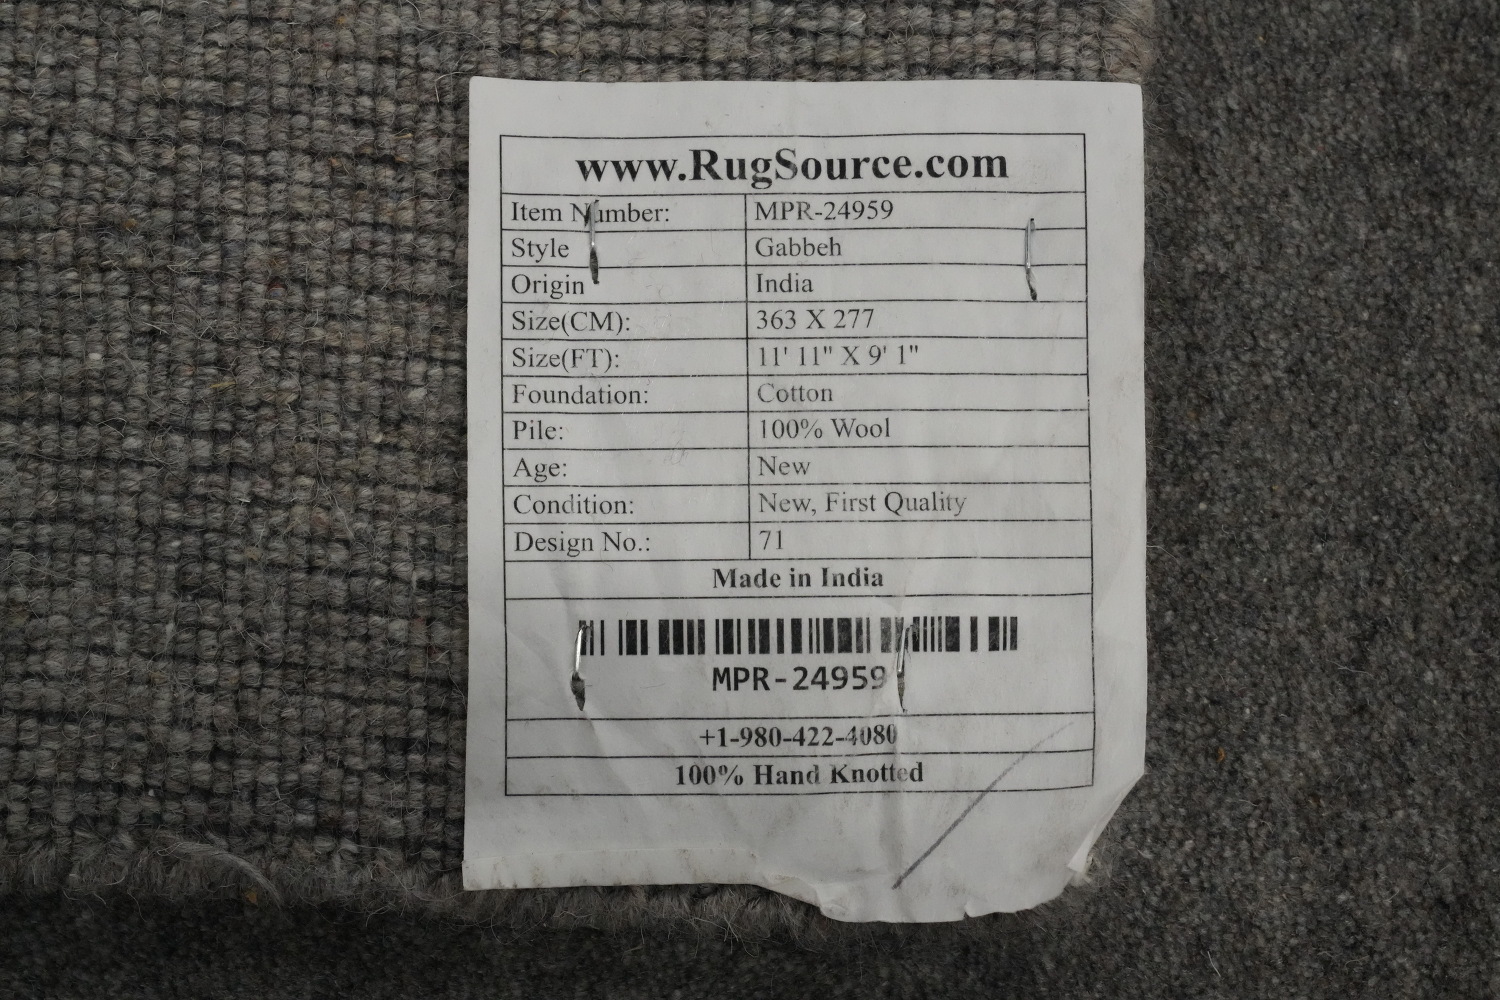 www.RugSource.com
Item Number: MPR-24959
Style Gabbeh
Origin India
Size(CM): 363 X 277
Size(FT): 11' 11" X 9' 1"
Foundation: Cotton
Pile: 100% Wool
Age: New
Condition: New, First Quality
Design No.: 71
Made in India
MPR-24959
+1-980-422-4080
100% Hand Knotted